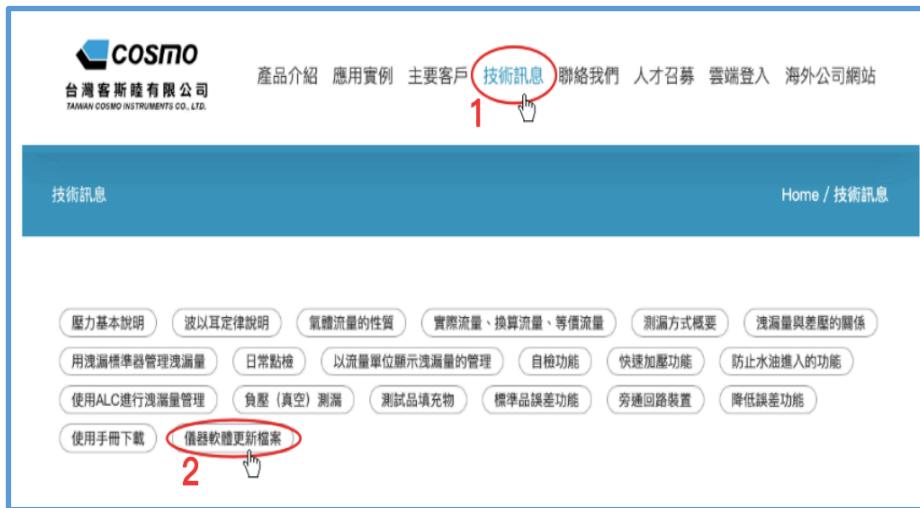 COSMO
台灣客斯睦有限公司
TAIWAN COSMO INSTRUMENTS CO., LTD.
產品介紹 應用實例 主要客戶 技術訊息 聯絡我們 人才召募 雲端登入 海外公司網站
1
技術訊息 Home / 技術訊息
壓力基本說明 波以耳定律說明 氣體流量的性質 實際流量、換算流量、等價流量 測漏方式概要 洩漏量與差壓的關係
用洩漏標準器管理洩漏量 日常點檢 以流量單位顯示洩漏量的管理 自檢功能 快速加壓功能 防止水油進入的功能
使用ALC進行洩漏量管理 負壓（真空）測漏 測試品填充物 標準品誤差功能 旁通回路裝置 降低誤差功能
使用手冊下載 儀器軟體更新檔案
2